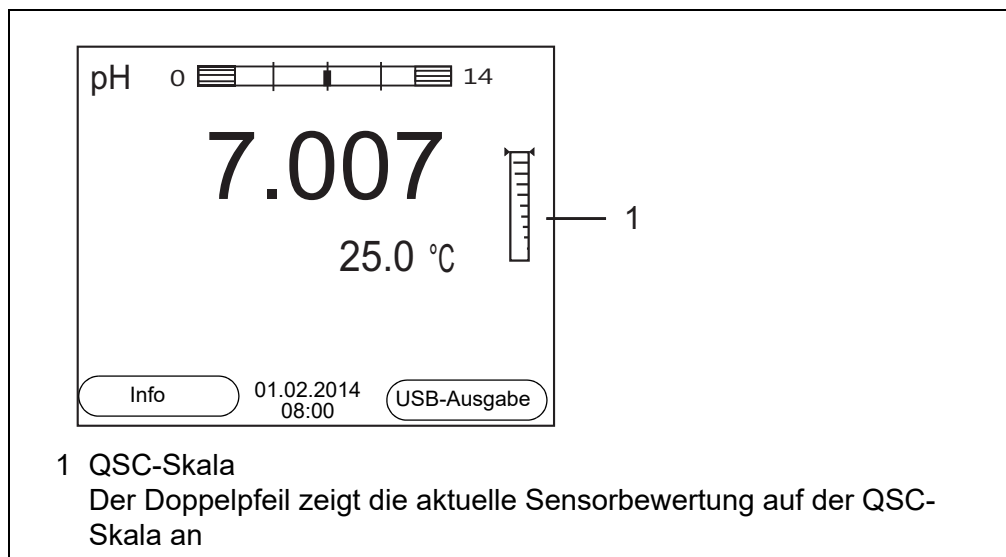 pH 0 14
7.007
1
25.0 °C
Info
01.02.2014
08:00
USB-Ausgabe
1 QSC-Skala
Der Doppelpfeil zeigt die aktuelle Sensorbewertung auf der QSC-
Skala an